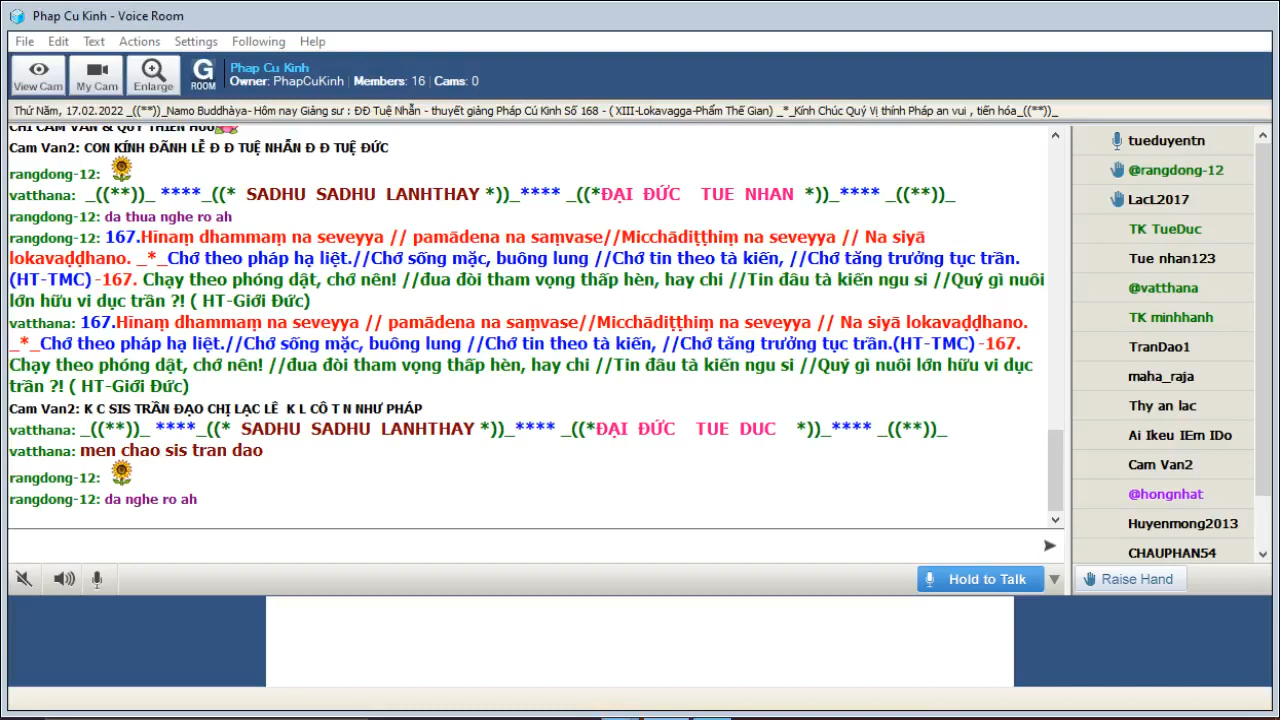 Phap Cu Kinh - Voice Room
File Edit Text Actions Settings Following Help
View Cam
My Cam
Enlarge
G
ROOM
Phap Cu Kinh
Owner: PhapCuKinh | Members: 16 | Cams: 0
Thứ Năm, 17.02.2022 _((**))_Namo Buddhàya- Hôm nay Giảng sư : ĐĐ Tuệ Nhẫn - thuyết giảng Pháp Cú Kinh Số 168 - ( XIII-Lokavagga-Phẩm Thế Gian) _*_Kính Chúc Quý Vị thính Pháp an vui , tiến hóa_((**))_
CHỊ CẨM VÂN & QUÝ THIỆN HỮU
Cam Van2: CON KÍNH ĐÃNH LỄ Đ Đ TUỆ NHẪN Đ Đ TUỆ ĐỨC
rangdong-12:
vatthana: _((**))_ ****_((* SADHU SADHU LANHTHAY *))_**** _((*ĐẠI ĐỨC TUE NHAN *))_**** _((**))_
rangdong-12: da thua nghe ro ah
rangdong-12: 167.Hīnaṃ dhammaṃ na seveyya // pamādena na saṃvase//Micchādiṭṭhiṃ na seveyya // Na siyā
lokavaḍḍhano. _*_Chớ theo pháp hạ liệt.//Chớ sống mặc, buông lung //Chớ tin theo tà kiến, //Chớ tăng trưởng tục trần.
(HT-TMC) -167. Chạy theo phóng dật, chớ nên! //đua đòi tham vọng thấp hèn, hay chi //Tin đâu tà kiến ngu si //Quý gì nuôi
lớn hữu vi dục trần ?! ( HT-Giới Đức)
vatthana: 167.Hīnaṃ dhammaṃ na seveyya // pamādena na saṃvase//Micchādiṭṭhiṃ na seveyya // Na siyā lokavaḍḍhano.
_*_Chớ theo pháp hạ liệt.//Chớ sống mặc, buông lung //Chớ tin theo tà kiến, //Chớ tăng trưởng tục trần.(HT-TMC) -167.
Chạy theo phóng dật, chớ nên! //đua đòi tham vọng thấp hèn, hay chi //Tin đâu tà kiến ngu si //Quý gì nuôi lớn hữu vi dục
trần ?! ( HT-Giới Đức)
Cam Van2: K C SIS TRẦN ĐẠO CHỊ LẠC LÊ K L CÔ T N NHƯ PHÁP
vatthana: _((**))_ ****_((* SADHU SADHU LANHTHAY *))_**** _((*ĐẠI ĐỨC TUE DUC *))_**** _((**))_
vatthana: men chao sis tran dao
rangdong-12:
rangdong-12: da nghe ro ah
tueduyentn
@rangdong-12
LacL2017
TK TueDuc
Tue nhan123
@vatthana
TK minhhanh
TranDao1
maha_raja
Thy an lac
Ai Ikeu IEm IDo
Cam Van2
@hongnhat
Huyenmong2013
CHAUPHAN54
Hold to Talk
Raise Hand